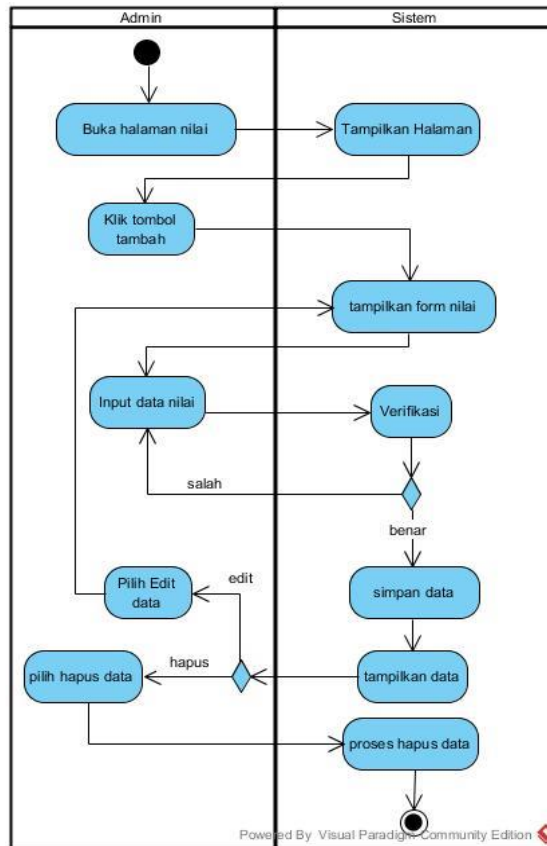 Admin
Sistem
Buka halaman nilai
Tampilkan Halaman
Klik tombol
tambah
tampilkan form nilai
Input data nilai
Verifikasi
salah
benar
Pilih Edit
data
edit
simpan data
hapus
pilih hapus data
tampilkan data
proses hapus data
Powered By Visual Paradigm Community Edition